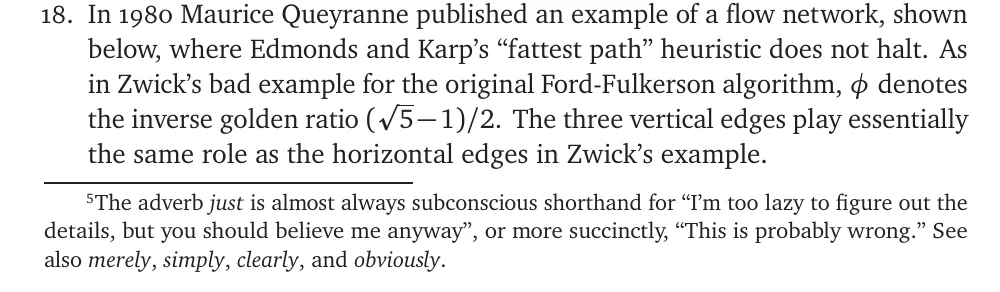 18. In 1980 Maurice Queyranne published an example of a flow network, shown
below, where Edmonds and Karp’s “fattest path” heuristic does not halt. As
in Zwick’s bad example for the original Ford-Fulkerson algorithm, ϕ denotes
the inverse golden ratio (√5−1)/2. The three vertical edges play essentially
the same role as the horizontal edges in Zwick’s example.
⁵The adverb just is almost always subconscious shorthand for “I’m too lazy to figure out the
details, but you should believe me anyway”, or more succinctly, “This is probably wrong.” See
also merely, simply, clearly, and obviously.